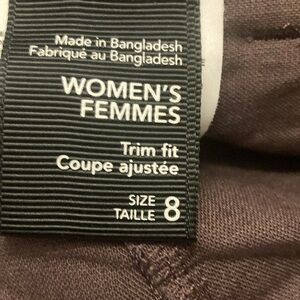 Made in Bangladesh
Fabriqué au Bangladesh
WOMEN'S
FEMMES
Trim fit
Coupe ajustée
SIZE
TAILLE 8